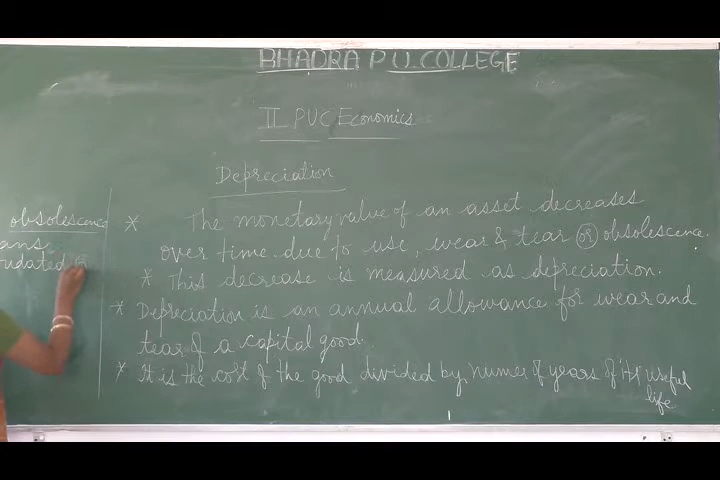 BHADRA P U COLLEGE
II PUC Economics
Depreciation
obsolescence
ans
tudated or
* The monetary value of an asset decreases
over time due to use, wear & tear or obsolescence.
* This decrease is measured as depreciation.
* Depreciation is an annual allowance for wear and
tear of a capital good.
* It is the cost of the good divided by numer of years of its useful
life